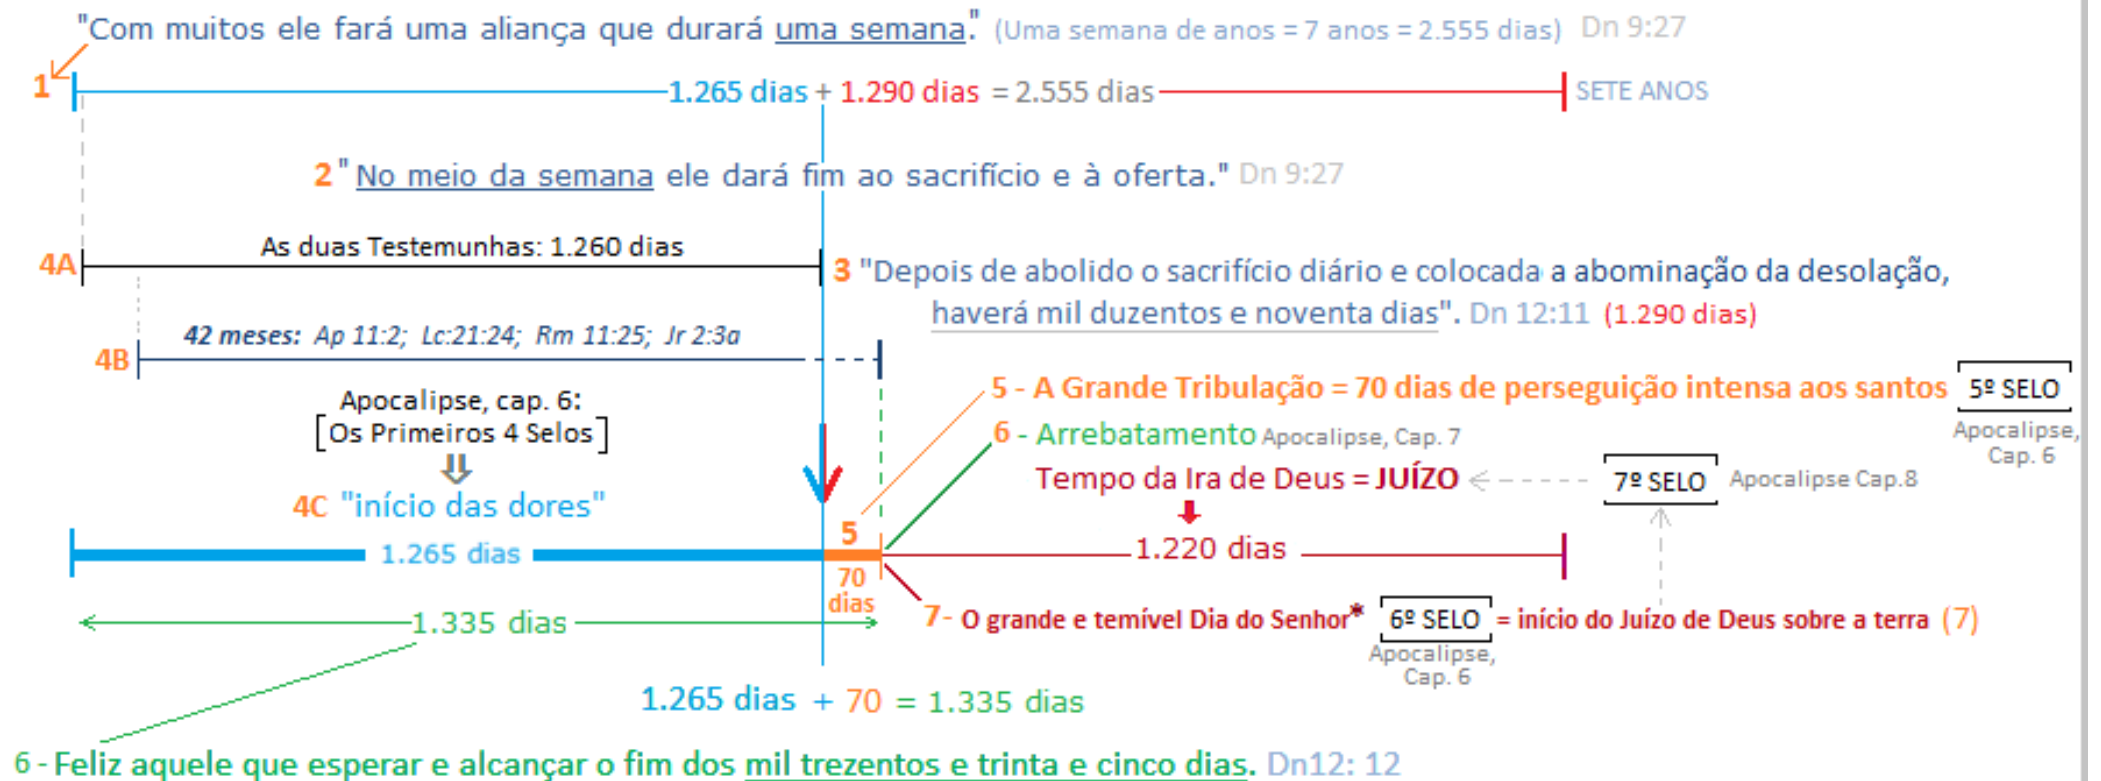 "Com muitos ele fará uma aliança que durará uma semana." (Uma semana de anos = 7 anos = 2.555 dias) Dn 9:27
1
1.265 dias + 1.290 dias = 2.555 dias
SETE ANOS
2 "No meio da semana ele dará fim ao sacrifício e à oferta." Dn 9:27
As duas Testemunhas: 1.260 dias
4A
3 "Depois de abolido o sacrifício diário e colocada a abominação da desolação,
haverá mil duzentos e noventa dias". Dn 12:11 (1.290 dias)
42 meses: Ap 11:2; Lc:21:24; Rm 11:25; Jr 2:3a
4B
5 - A Grande Tribulação = 70 dias de perseguição intensa aos santos
5º SELO
Apocalipse,
Cap. 6
Apocalipse, cap. 6:
[Os Primeiros 4 Selos]
6 - Arrebatamento Apocalipse, Cap. 7
Tempo da Ira de Deus = JUÍZO
7º SELO
Apocalipse Cap.8
4C "início das dores"
5
1.265 dias
70
dias
1.220 dias
1.335 dias
7- O grande e temível Dia do Senhor* 6º SELO = início do Juízo de Deus sobre a terra (7)
Apocalipse,
Cap. 6
1.265 dias + 70 = 1.335 dias
6 - Feliz aquele que esperar e alcançar o fim dos mil trezentos e trinta e cinco dias. Dn12: 12